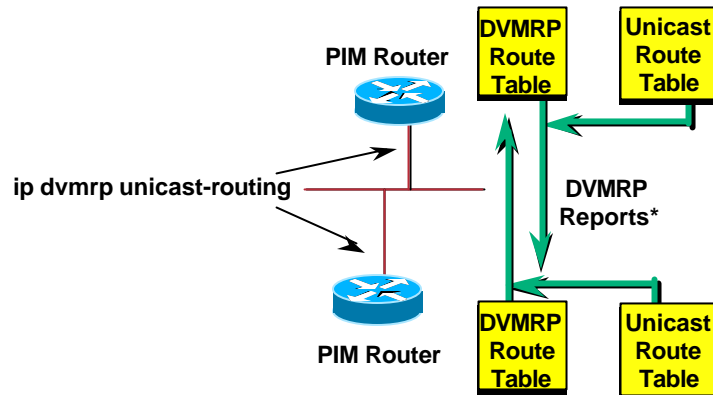 DVMRP
Route
Table
Unicast
Route
Table
PIM Router
ip dvmrp unicast-routing
DVMRP
Reports*
PIM Router
DVMRP
Route
Table
Unicast
Route
Table